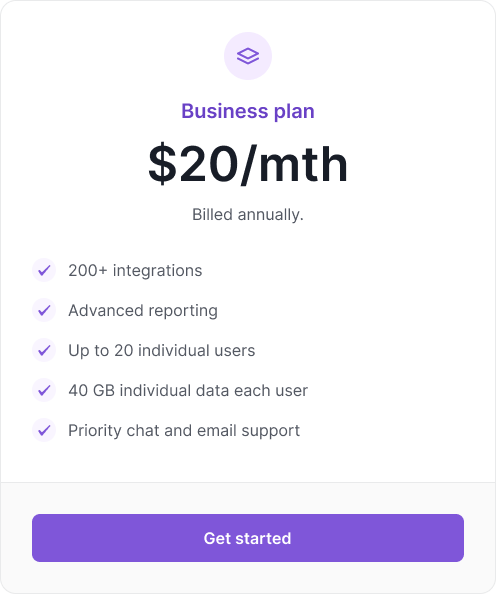 Business plan
$20/mth
Billed annually.
200+ integrations
Advanced reporting
Up to 20 individual users
40 GB individual data each user
Priority chat and email support
Get started